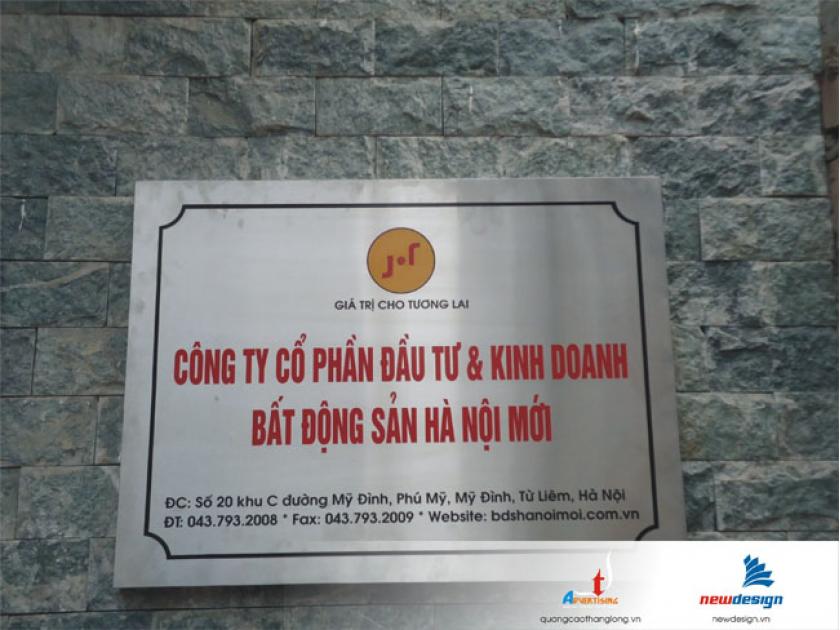 GIÁ TRỊ CHO TƯƠNG LAI
CÔNG TY CỔ PHẦN ĐẦU TƯ & KINH DOANH
BẤT ĐỘNG SẢN HÀ NỘI MỚI
ĐC: Số 20 khu C đường Mỹ Đình, Phú Mỹ, Mỹ Đình, Từ Liêm, Hà Nội
ĐT: 043.793.2008 * Fax: 043.793.2009 * Website: bdshanoimoi.com.vn
ADVERTISING
quangcaothanglong.vn
newdesign
newdesign.vn